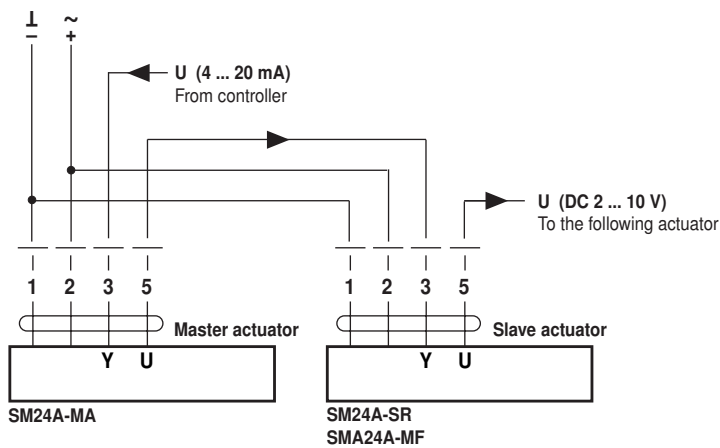 ⊥ ~
– +
U (4 ... 20 mA)
From controller
U (DC 2 ... 10 V)
To the following actuator
1 2 3 5
1 2 3 5
Master actuator
Slave actuator
Y U
Y U
SM24A-MA
SM24A-SR
SMA24A-MF